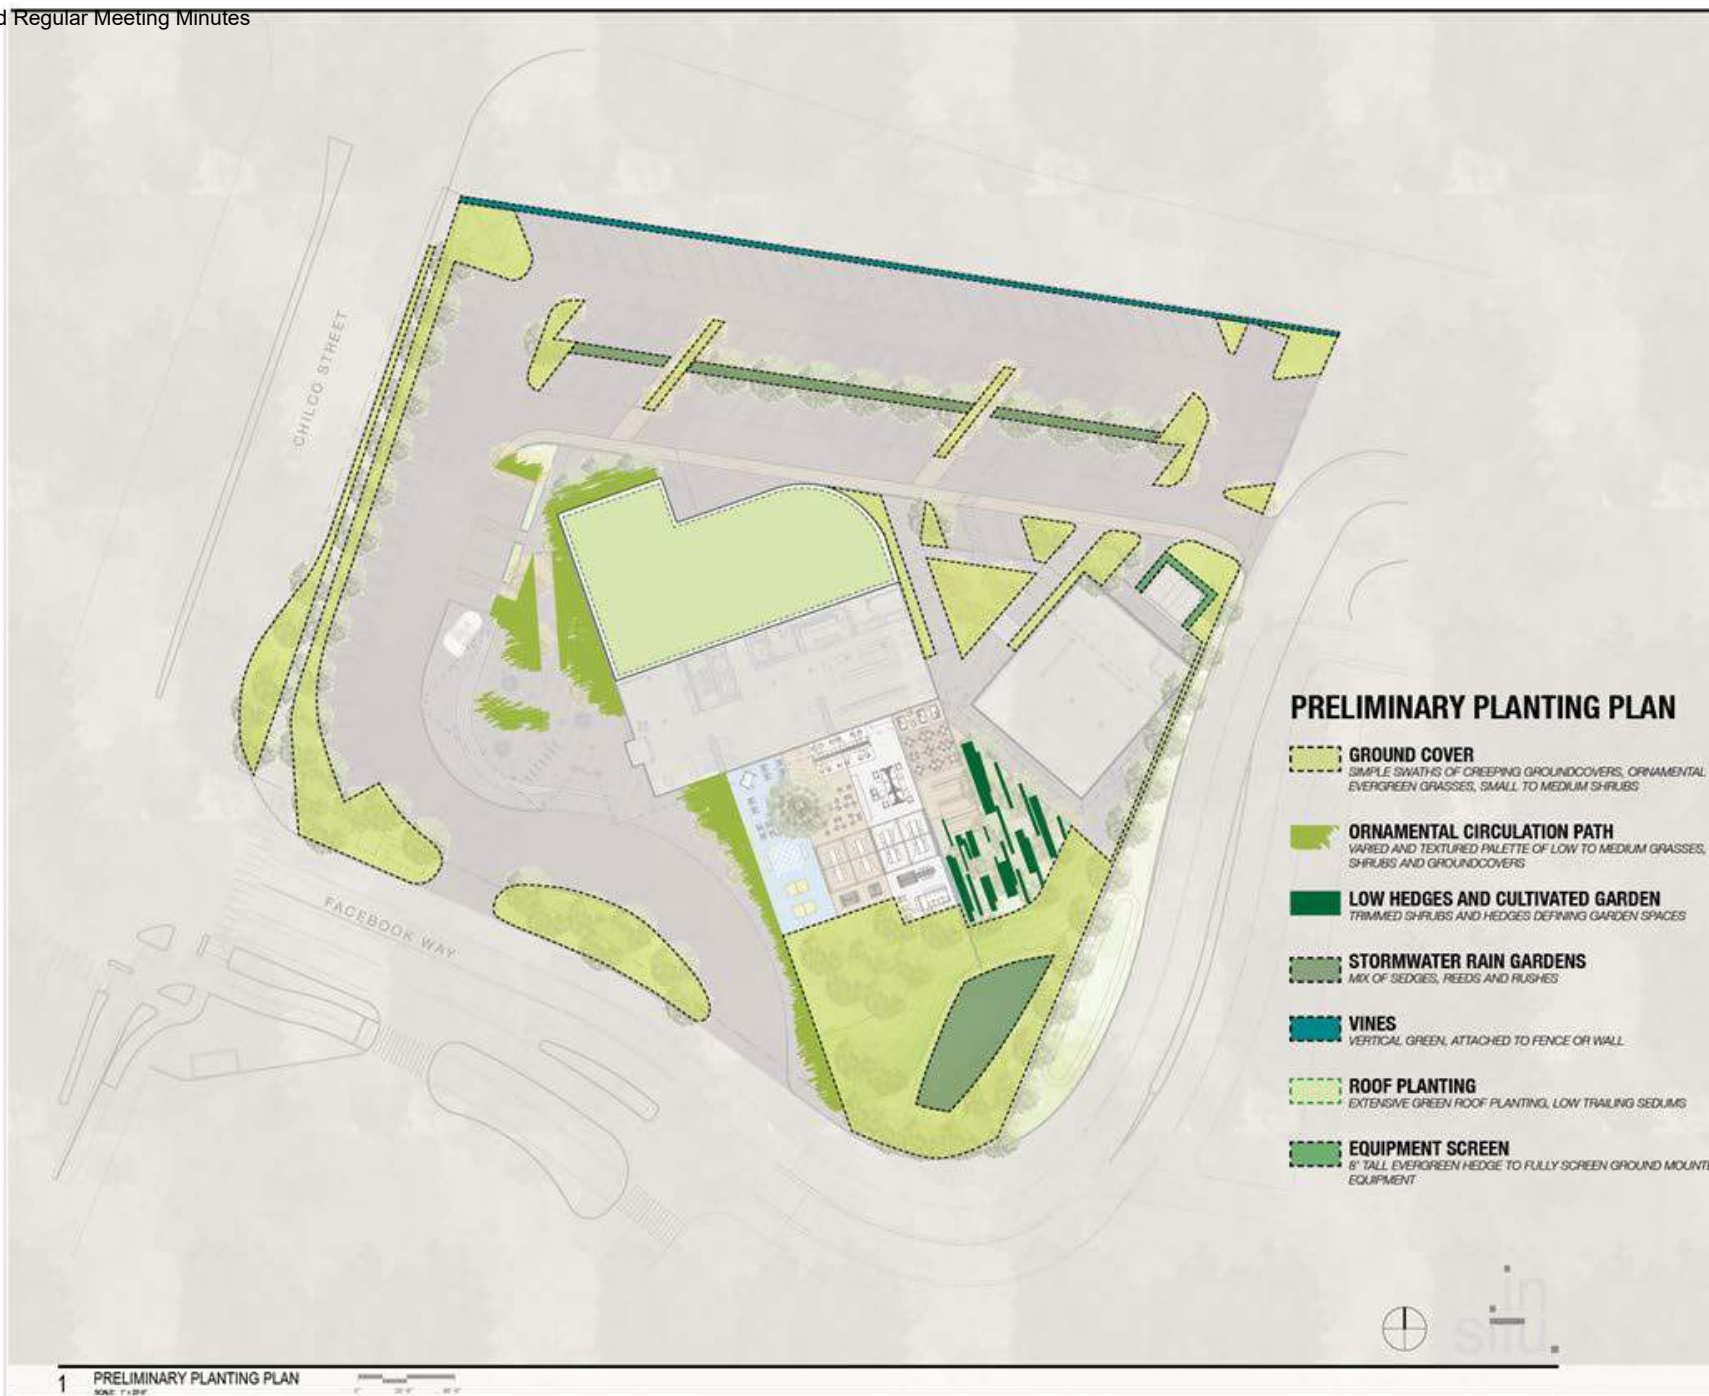 d Regular Meeting Minutes
CHILCO STREET
FACEBOOK WAY
PRELIMINARY PLANTING PLAN
GROUND COVER
SIMPLE SWATHS OF CREEPING GROUNDCOVERS, ORNAMENTAL
EVERGREEN GRASSES, SMALL TO MEDIUM SHRUBS
ORNAMENTAL CIRCULATION PATH
VARIED AND TEXTURED PALETTE OF LOW TO MEDIUM GRASSES,
SHRUBS AND GROUNDCOVERS
LOW HEDGES AND CULTIVATED GARDEN
TRIMMED SHRUBS AND HEDGES DEFINING GARDEN SPACES
STORMWATER RAIN GARDENS
MIX OF SEDGES, REEDS AND RUSHES
VINES
VERTICAL GREEN, ATTACHED TO FENCE OR WALL
ROOF PLANTING
EXTENSIVE GREEN ROOF PLANTING, LOW TRAILING SEDUMS
EQUIPMENT SCREEN
8' TALL EVERGREEN HEDGE TO FULLY SCREEN GROUND MOUNT
EQUIPMENT
in
situ
1 PRELIMINARY PLANTING PLAN